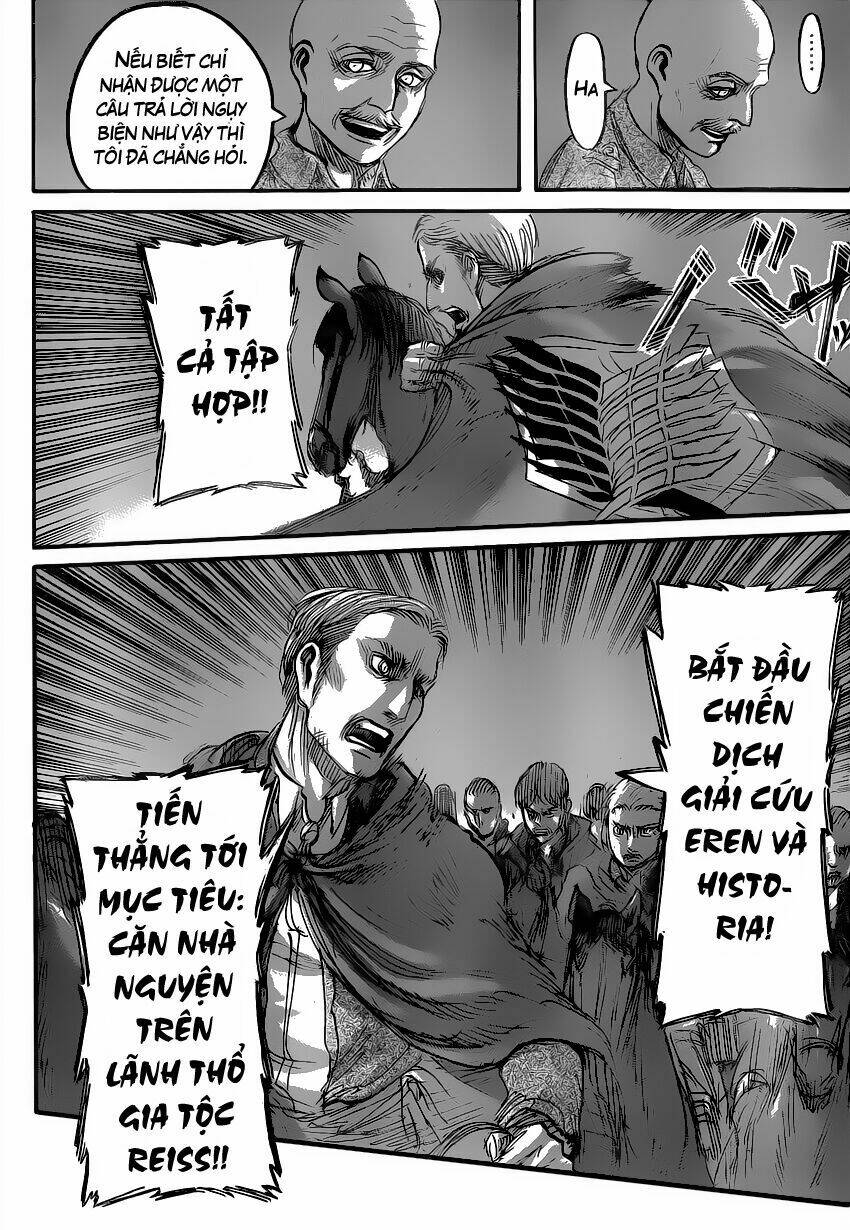 ......
HA
NẾU BIẾT CHỈ
NHẬN ĐƯỢC MỘT
CÂU TRẢ LỜI NGỤY
BIỆN NHƯ VẬY THÌ
TÔI ĐÃ CHẲNG HỎI.
TẤT
CẢ TẬP
HỢP!!
BẮT ĐẦU
CHIẾN
DỊCH
GIẢI CỨU
EREN VÀ
HISTO-
RIA!
TIẾN
THẲNG TỚI
MỤC TIÊU:
CĂN NHÀ
NGUYỆN
TRÊN
LÃNH THỔ
GIA TỘC
REISS!!